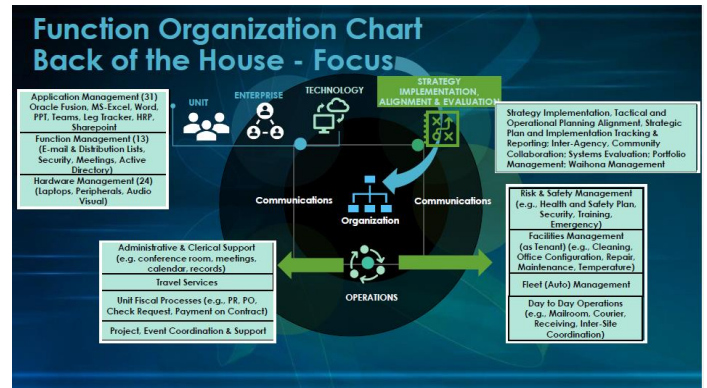 Function Organization Chart
Back of the House - Focus
Application Management (31)
Oracle Fusion, MS-Excel, Word,
PPT, Teams, Leg Tracker, HRP,
Sharepoint
Function Management (13)
(E-mail & Distribution Lists,
Security, Meetings, Active
Directory)
Hardware Management (24)
(Laptops, Peripherals, Audio
Visual)
UNIT
ENTERPRISE
TECHNOLOGY
STRATEGY
IMPLEMENTATION,
ALIGNMENT & EVALUATION
Strategy Implementation, Tactical and
Operational Planning Alignment, Strategic
Plan and Implementation Tracking &
Reporting; Inter-Agency, Community
Collaboration; Systems Evaluation; Portfolio
Management; Waihona Management
Communications
Organization
Communications
Administrative & Clerical Support
(e.g. conference room, meetings,
calendar, records)
Travel Services
Unit Fiscal Processes (e.g., PR, PO,
Check Request, Payment on Contract)
Project, Event Coordination & Support
OPERATIONS
Risk & Safety Management
(e.g., Health and Safety Plan,
Security, Training,
Emergency)
Facilities Management
(as Tenant) (e.g., Cleaning,
Office Configuration, Repair,
Maintenance, Temperature)
Fleet (Auto) Management
Day to Day Operations
(e.g., Mailroom, Courier,
Receiving, Inter-Site
Coordination)